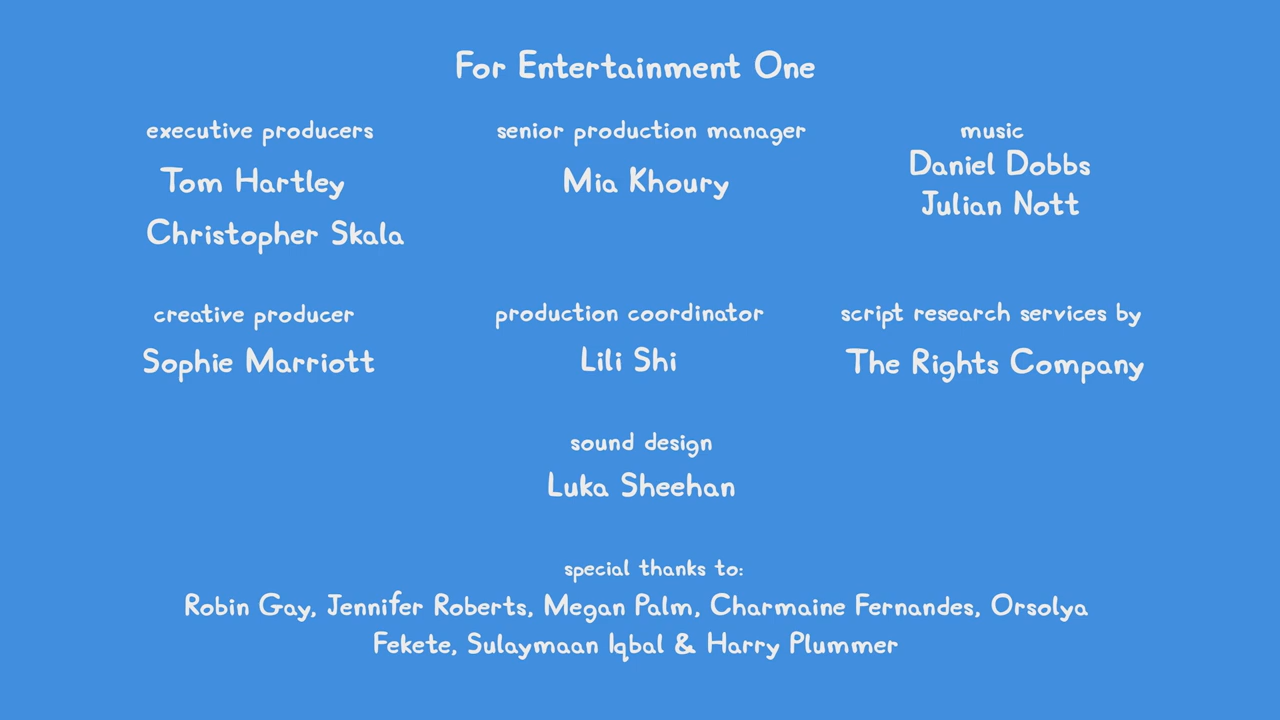 For Entertainment One
executive producers
Tom Hartley
Christopher Skala
senior production manager
Mia Khoury
music
Daniel Dobbs
Julian Nott
creative producer
Sophie Marriott
production coordinator
Lili Shi
script research services by
The Rights Company
sound design
Luka Sheehan
special thanks to:
Robin Gay, Jennifer Roberts, Megan Palm, Charmaine Fernandes, Orsolya
Fekete, Sulaymaan Iqbal & Harry Plummer